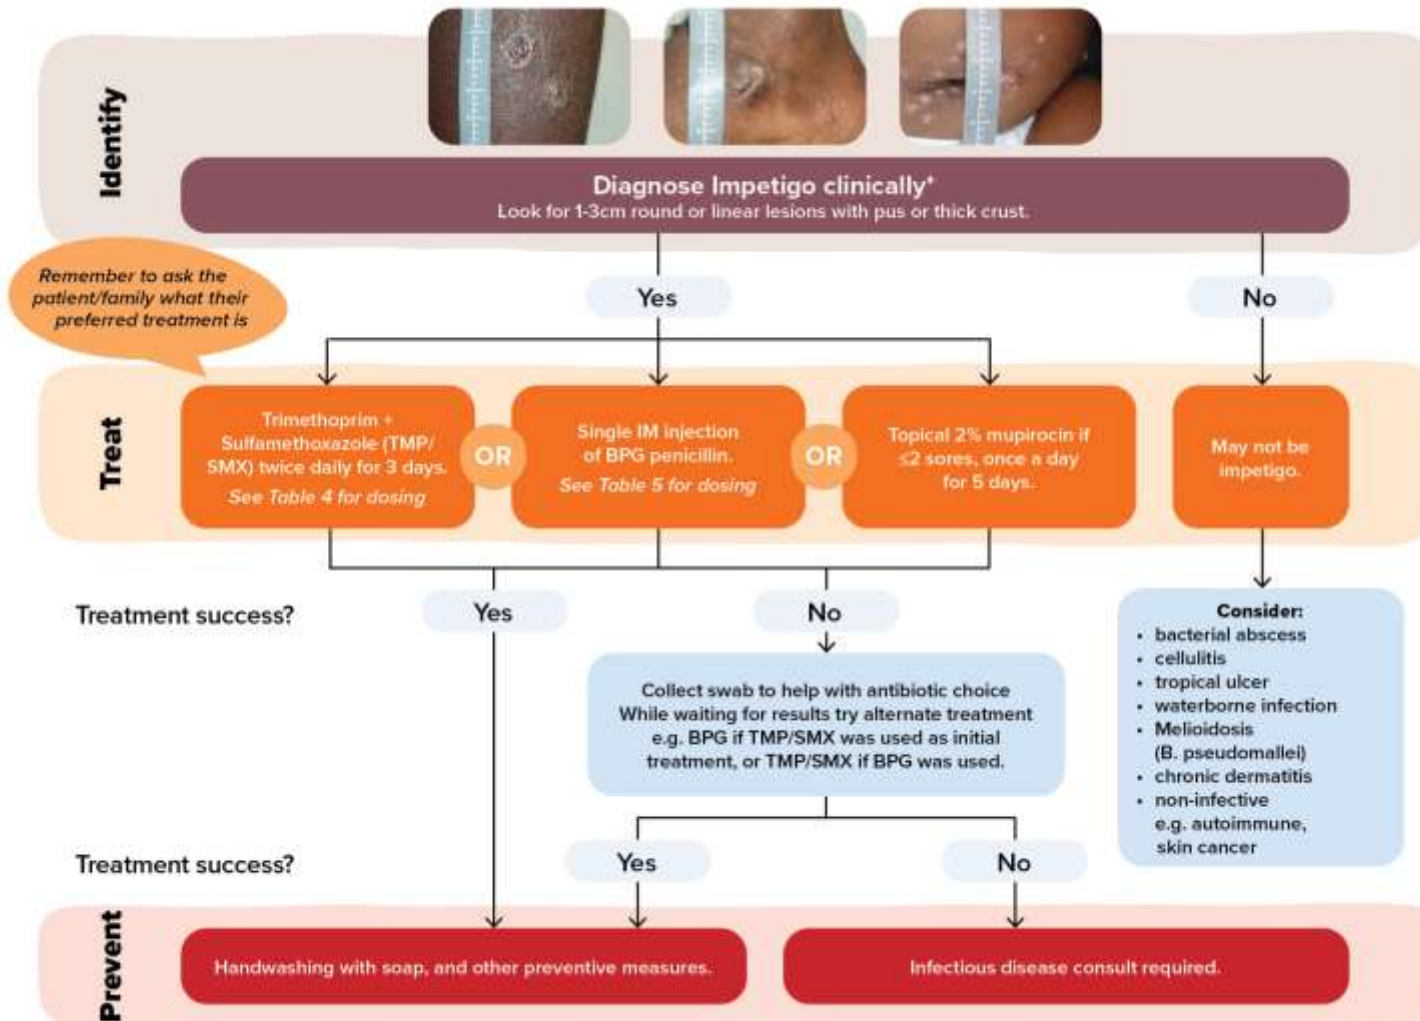 Identify
Diagnose Impetigo clinically*
Look for 1-3cm round or linear lesions with pus or thick crust.
Remember to ask the
patient/family what their
preferred treatment is
Yes
No
Treat
Trimethoprim +
Sulfamethoxazole (TMP/
SMX) twice daily for 3 days.
See Table 4 for dosing
OR
Single IM injection
of BPG penicillin.
See Table 5 for dosing
OR
Topical 2% mupirocin if
≤2 sores, once a day
for 5 days.
May not be
impetigo.
Treatment success?
Yes
No
Collect swab to help with antibiotic choice
While waiting for results try alternate treatment
e.g. BPG if TMP/SMX was used as initial
treatment, or TMP/SMX if BPG was used.
Consider:
• bacterial abscess
• cellulitis
• tropical ulcer
• waterborne infection
• Melioidosis
(B. pseudomallei)
• chronic dermatitis
• non-infective
e.g. autoimmune,
skin cancer
Treatment success?
Yes
No
Prevent
Handwashing with soap, and other preventive measures.
Infectious disease consult required.